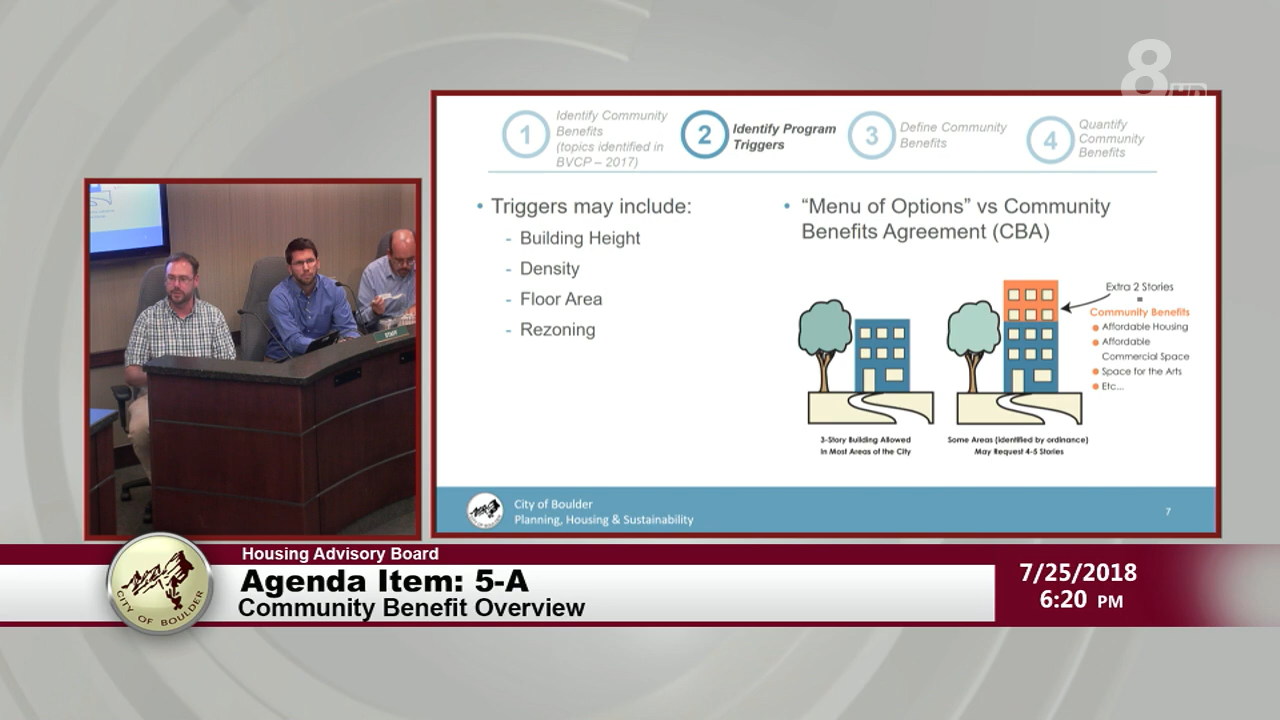 8
HD
1
Identify Community
Benefits
(topics identified in
BVCP – 2017)
2
Identify Program
Triggers
3
Define Community
Benefits
4
Quantify
Community
Benefits
• Triggers may include:
- Building Height
- Density
- Floor Area
- Rezoning
• “Menu of Options” vs Community
Benefits Agreement (CBA)
Extra 2 Stories
=
Community Benefits
Affordable Housing
Affordable
Commercial Space
Space for the Arts
Etc...
3-Story Building Allowed
In Most Areas of the City
Some Areas (identified by ordinance)
May Request 4-5 Stories
City of Boulder
Planning, Housing & Sustainability
7
STAFF
Housing Advisory Board
Agenda Item: 5-A
Community Benefit Overview
CITY OF BOULDER
7/25/2018
6:20 PM